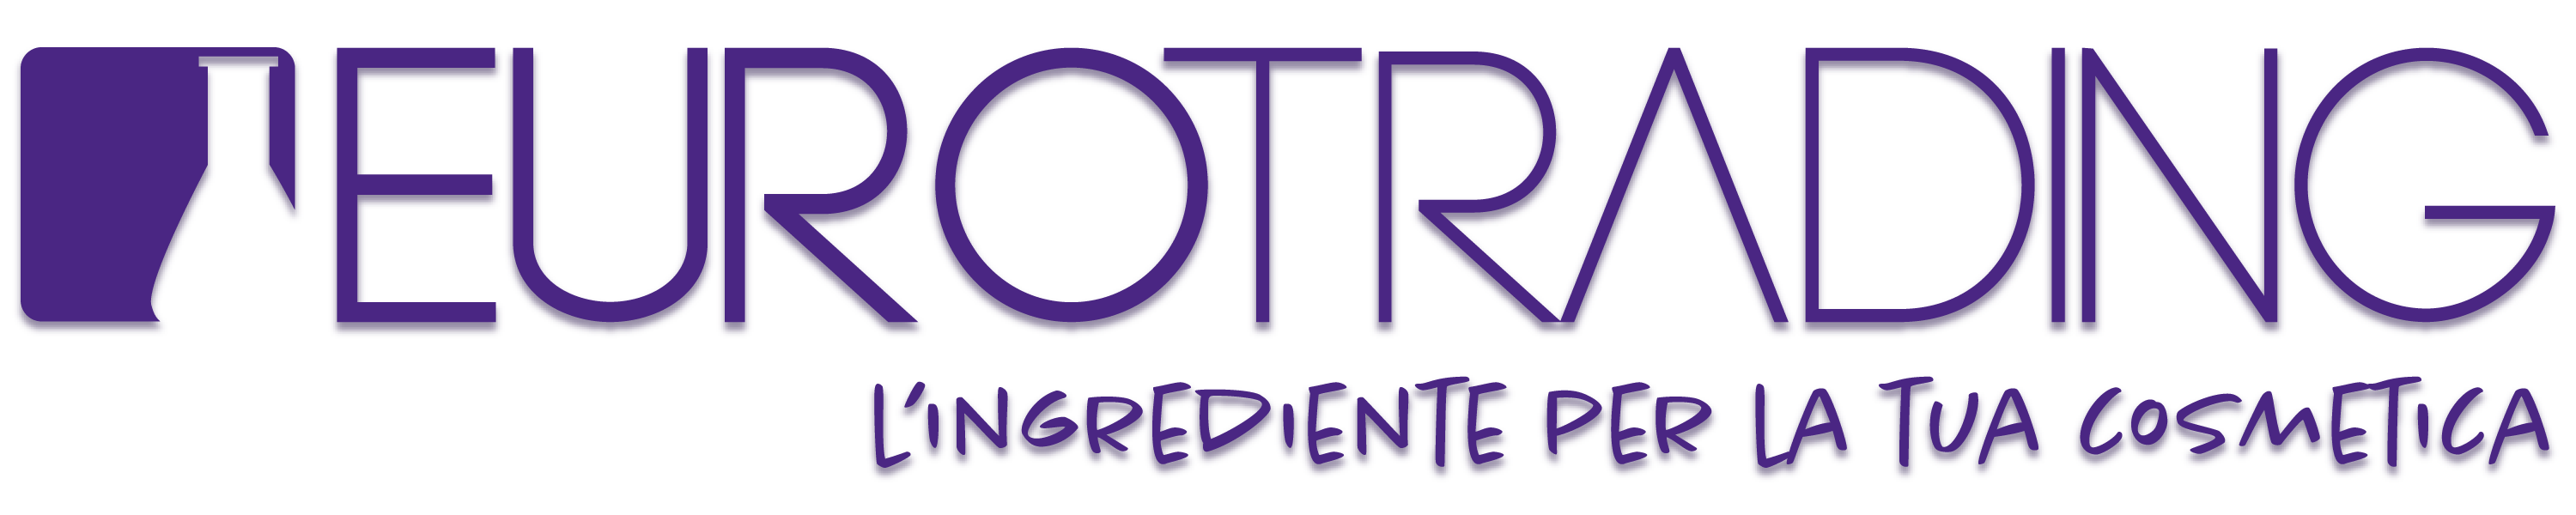 EUROTRADING
L'INGREDIENTE PER LA TUA COSMETICA